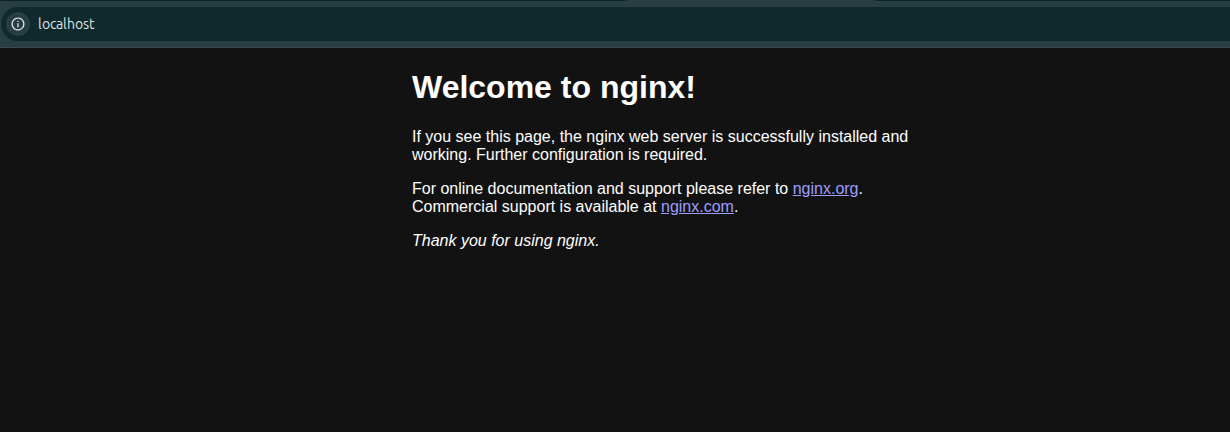 localhost
Welcome to nginx!
If you see this page, the nginx web server is successfully installed and
working. Further configuration is required.
For online documentation and support please refer to nginx.org.
Commercial support is available at nginx.com.
Thank you for using nginx.